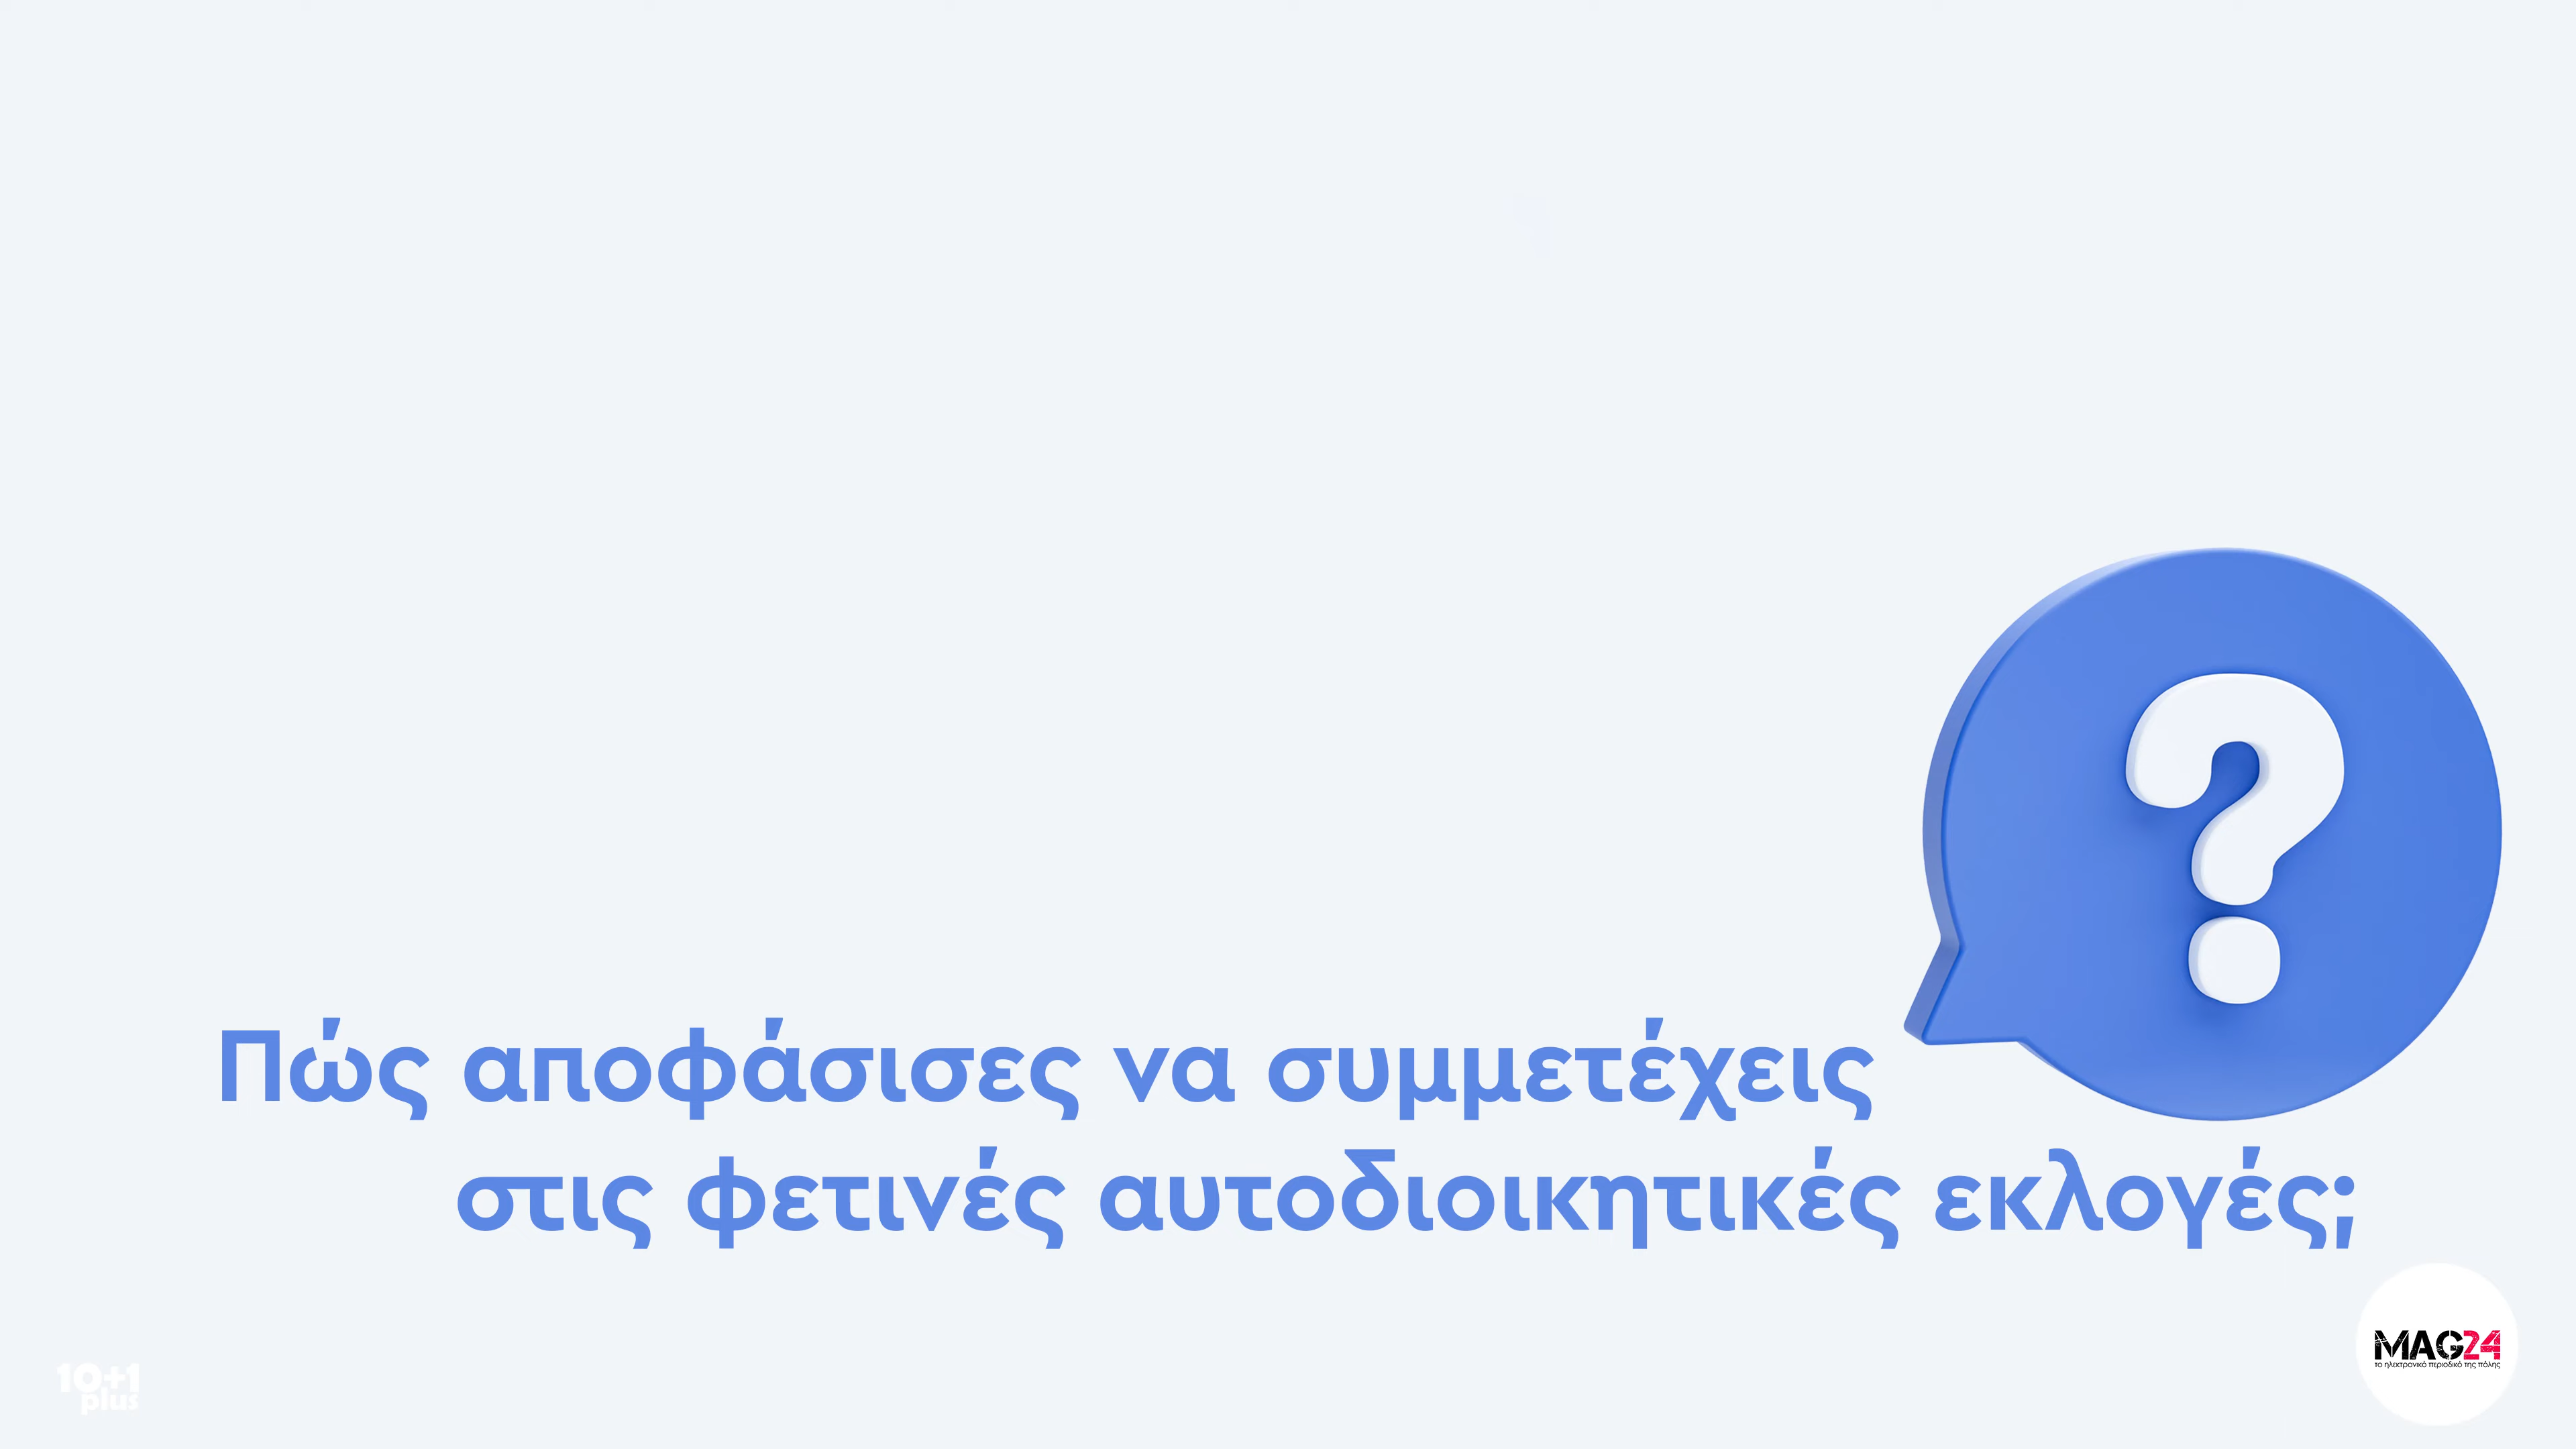 ?
Πώς αποφάσισες να συμμετέχεις
στις φετινές αυτοδιοικητικές εκλογές;
MAG24
το ηλεκτρονικό περιοδικό της πόλης
10+1
plus